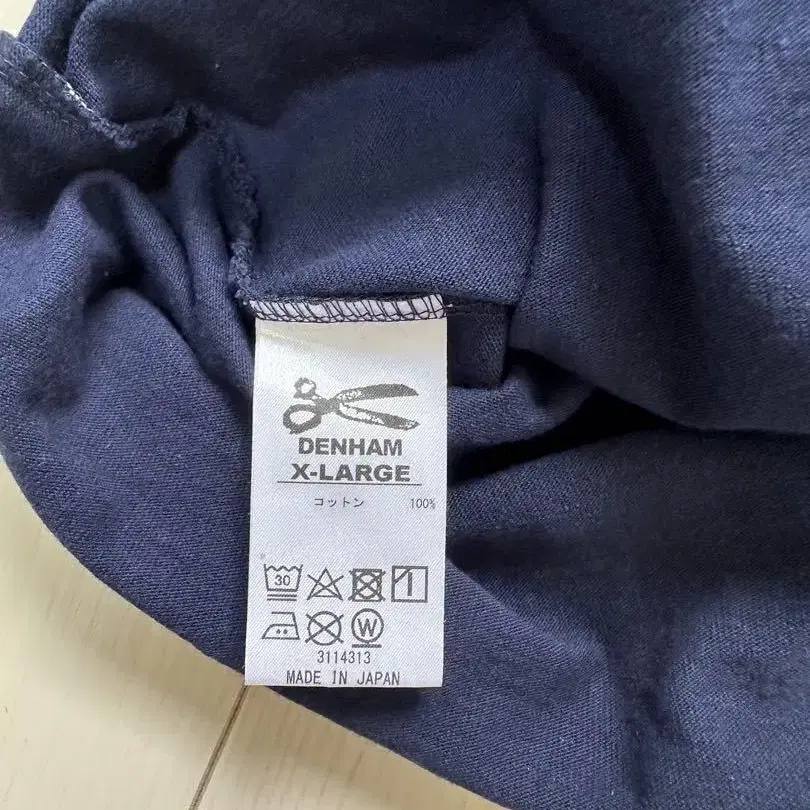 DENHAM
X-LARGE
コットン 100%
30
W
3114313
MADE IN JAPAN